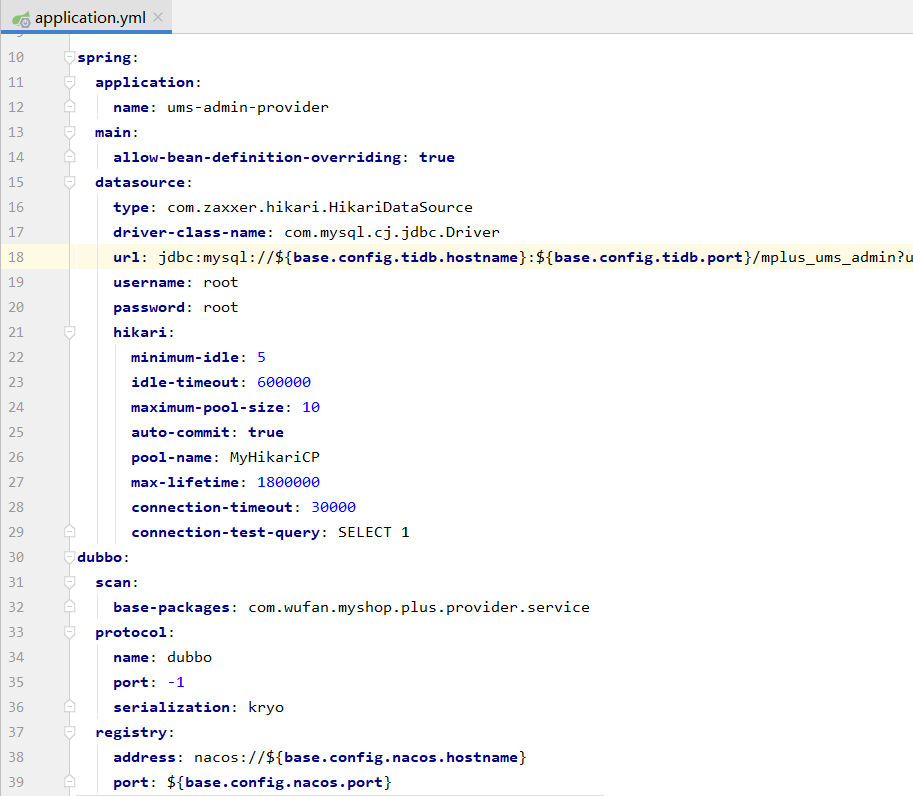 application.yml
10 spring:
11 application:
12 name: ums-admin-provider
13 main:
14 allow-bean-definition-overriding: true
15 datasource:
16 type: com.zaxxer.hikari.HikariDataSource
17 driver-class-name: com.mysql.cj.jdbc.Driver
18 url: jdbc:mysql://${base.config.tidb.hostname}:${base.config.tidb.port}/mplus_ums_admin?u
19 username: root
20 password: root
21 hikari:
22 minimum-idle: 5
23 idle-timeout: 600000
24 maximum-pool-size: 10
25 auto-commit: true
26 pool-name: MyHikariCP
27 max-lifetime: 1800000
28 connection-timeout: 30000
29 connection-test-query: SELECT 1
30 dubbo:
31 scan:
32 base-packages: com.wufan.myshop.plus.provider.service
33 protocol:
34 name: dubbo
35 port: -1
36 serialization: kryo
37 registry:
38 address: nacos://${base.config.nacos.hostname}
39 port: ${base.config.nacos.port}